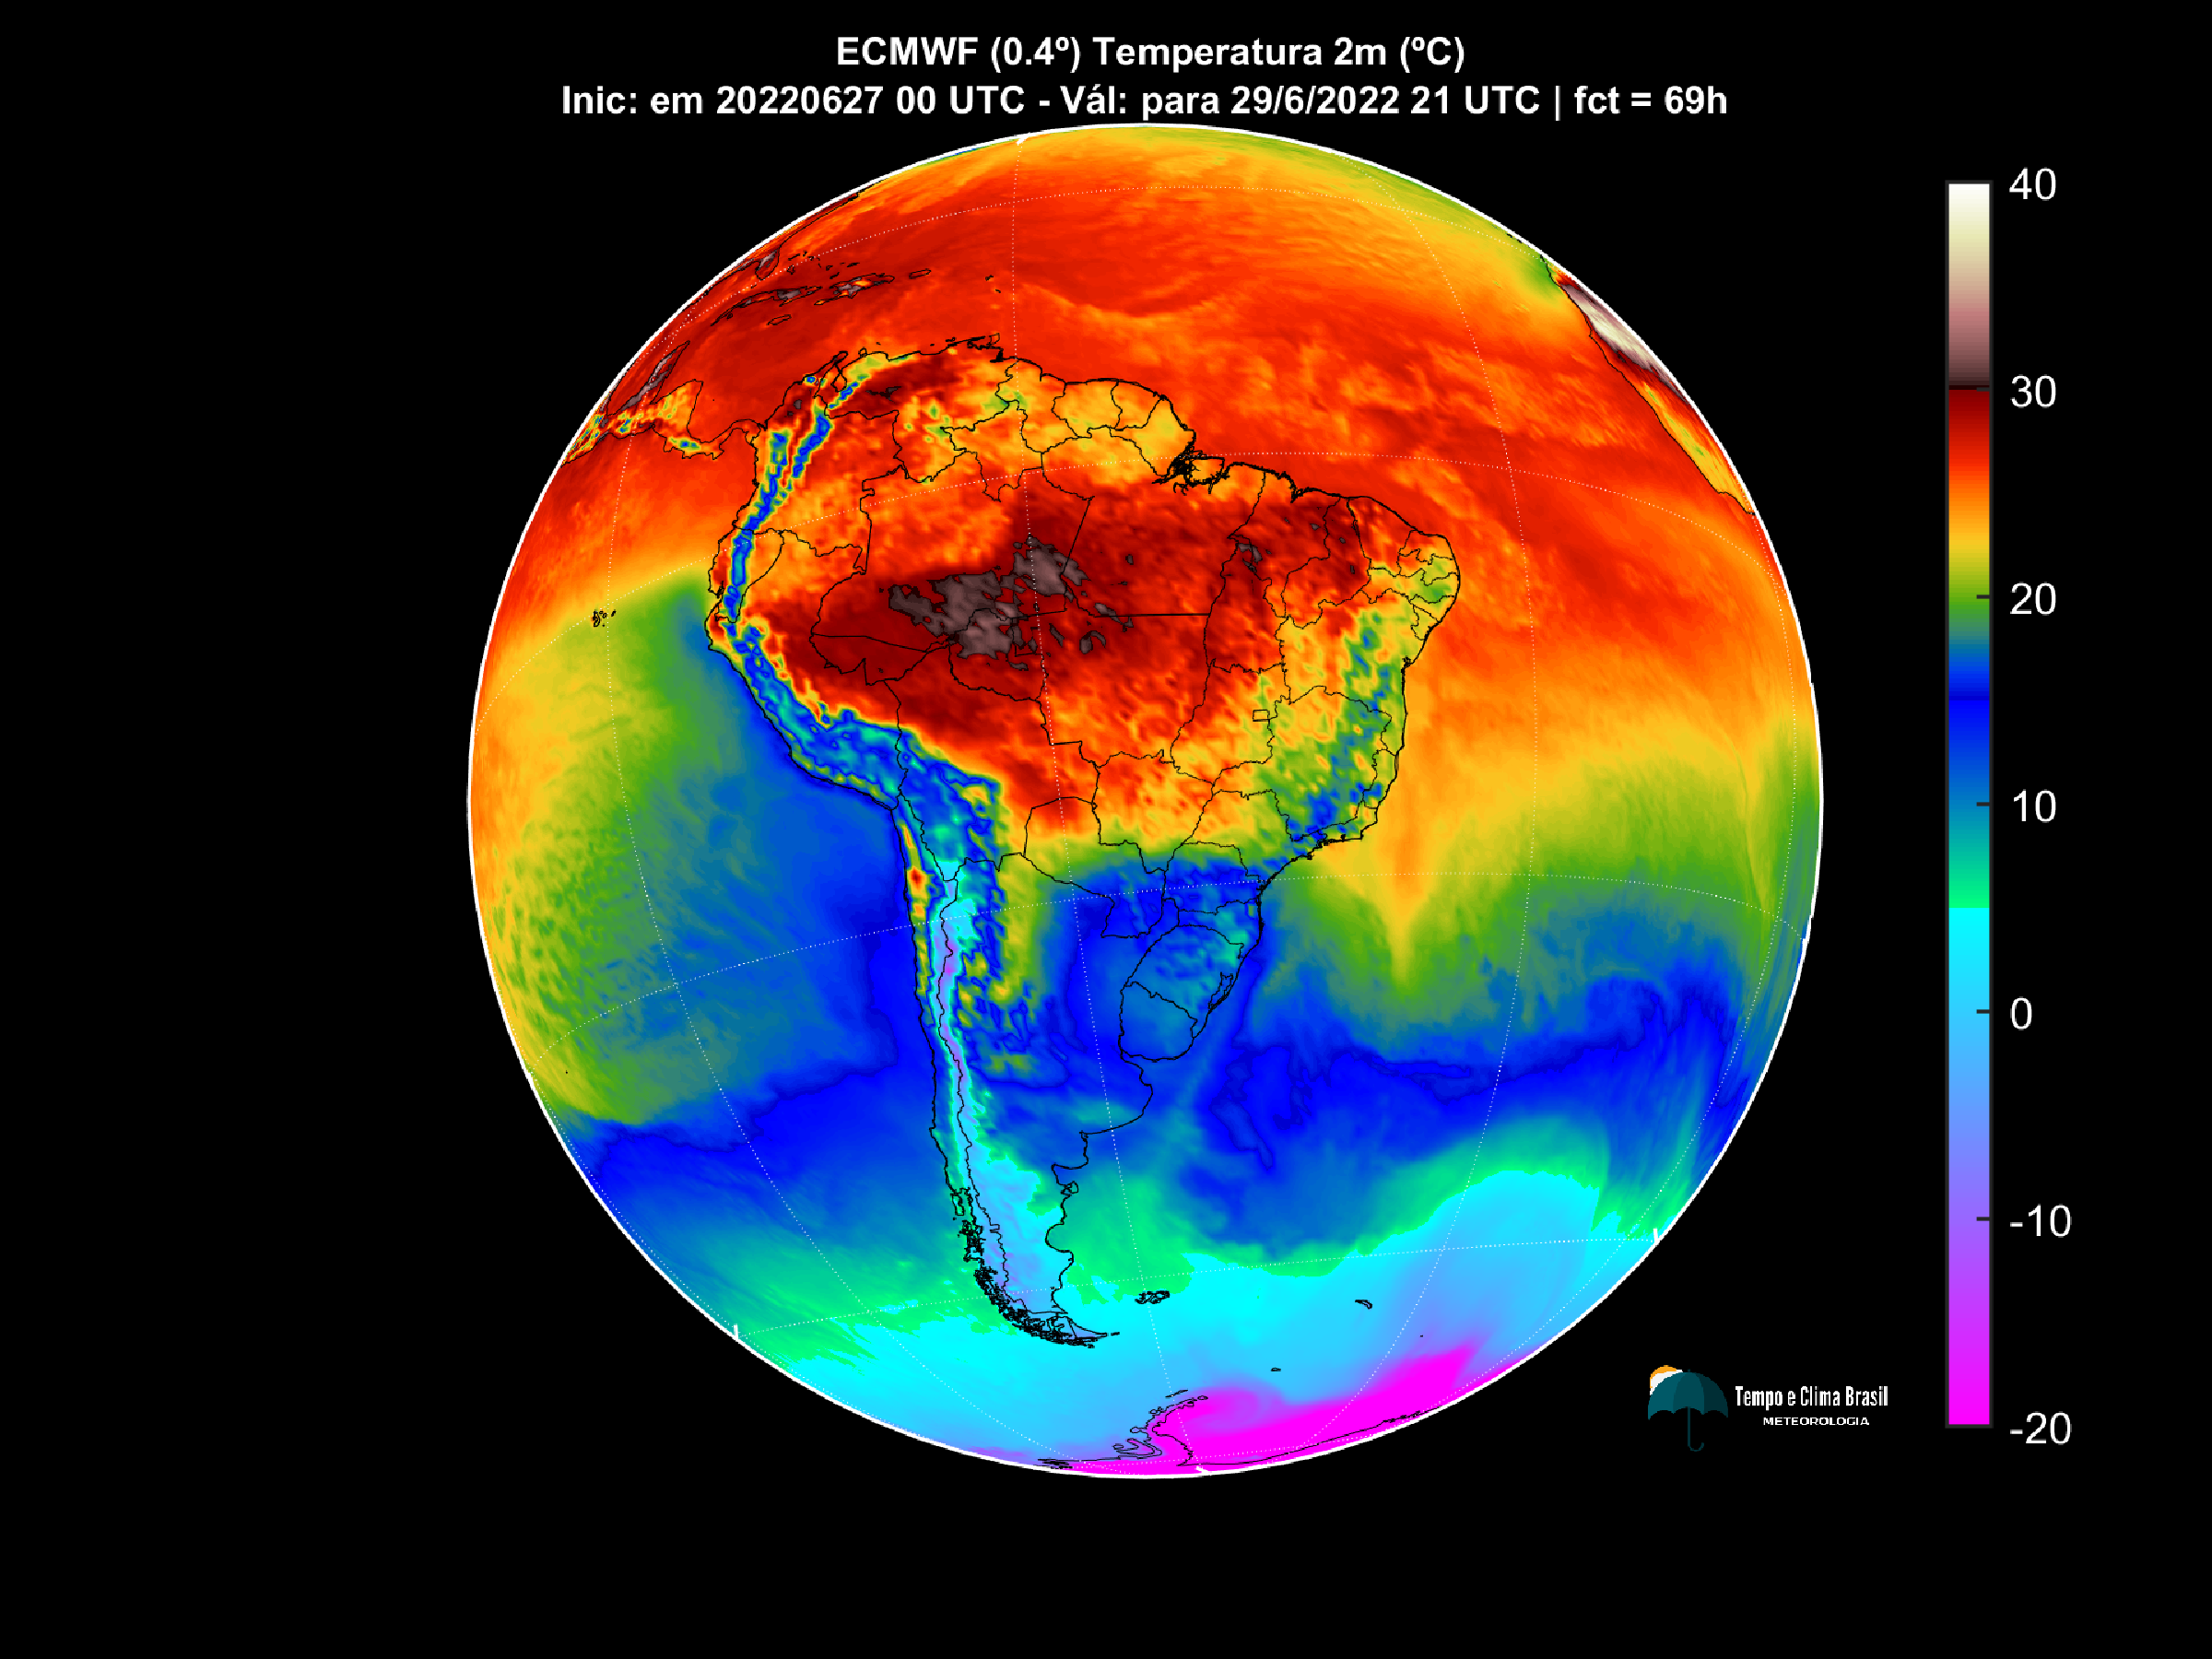 ECMWF (0.4º) Temperatura 2m (ºC)
Inic: em 20220627 00 UTC - Vál: para 29/6/2022 21 UTC | fct = 69h
40
30
20
10
0
-10
-20
Tempo e Clima Brasil
METEOROLOGIA